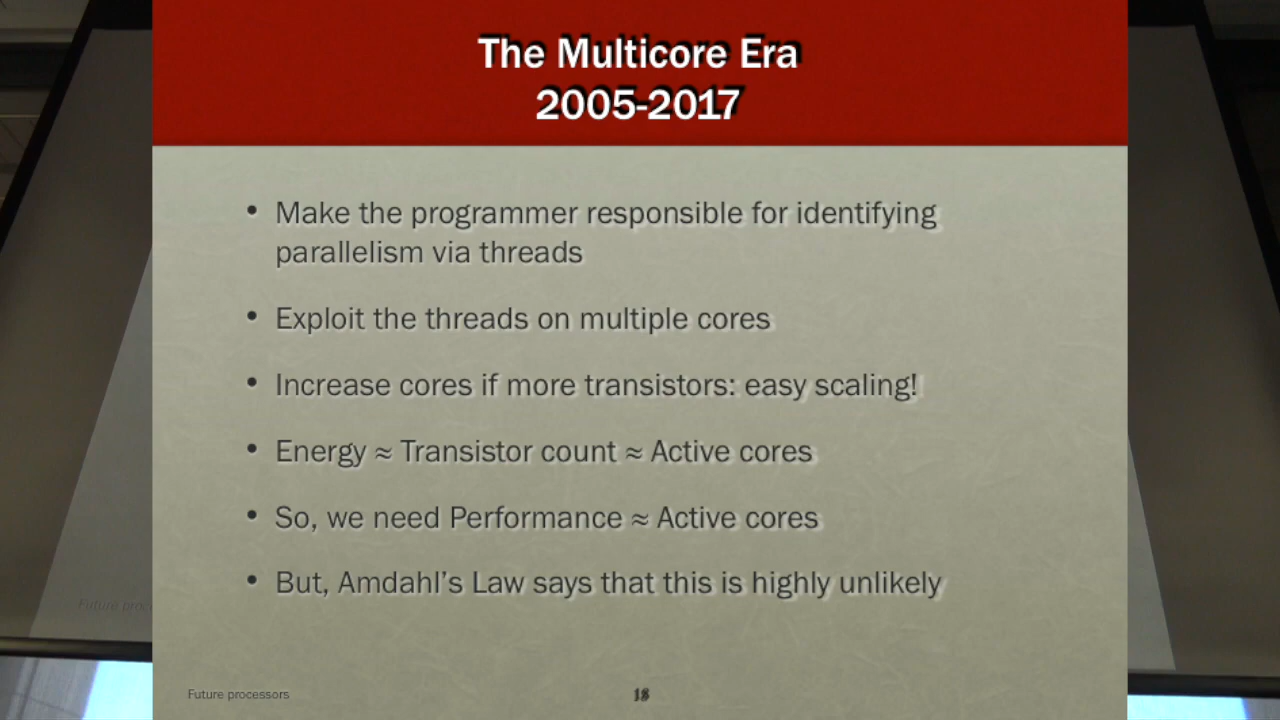 The Multicore Era
2005-2017
• Make the programmer responsible for identifying
parallelism via threads
• Exploit the threads on multiple cores
• Increase cores if more transistors: easy scaling!
• Energy ≈ Transistor count ≈ Active cores
• So, we need Performance ≈ Active cores
• But, Amdahl's Law says that this is highly unlikely
Future processors